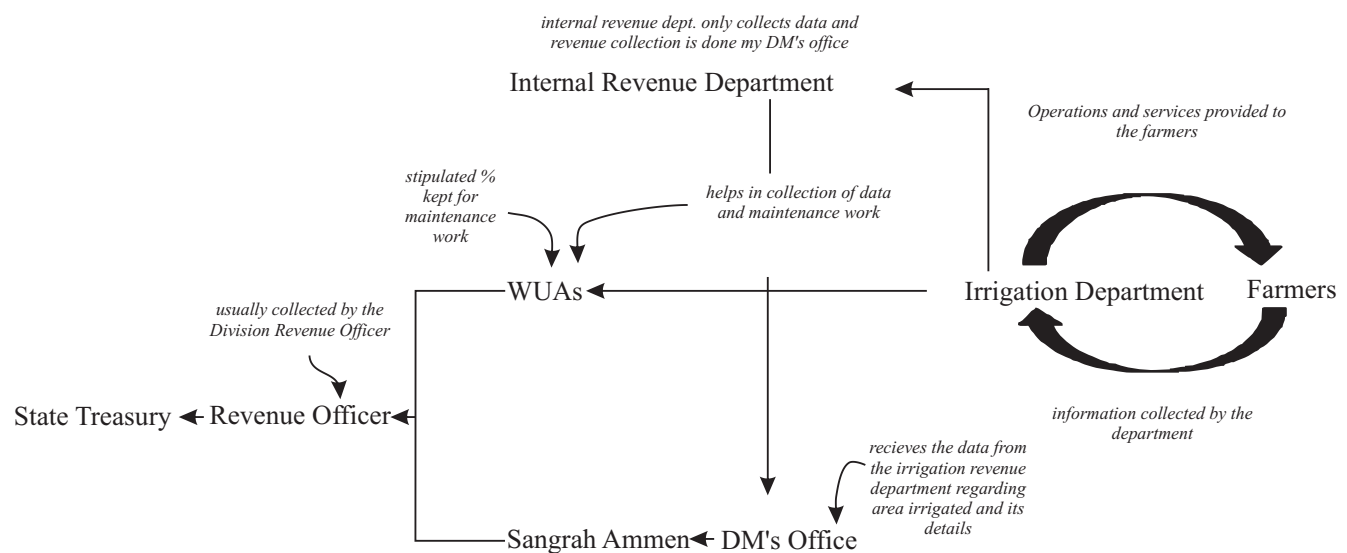 internal revenue dept. only collects data and
revenue collection is done my DM's office
Internal Revenue Department
Operations and services provided to
the farmers
stipulated %
kept for
maintenance
work
helps in collection of data
and maintenance work
WUAs
Irrigation Department
Farmers
usually collected by the
Division Revenue Officer
State Treasury
Revenue Officer
information collected by the
department
recieves the data from
the irrigation revenue
department regarding
area irrigated and its
details
Sangrah Ammen
DM's Office